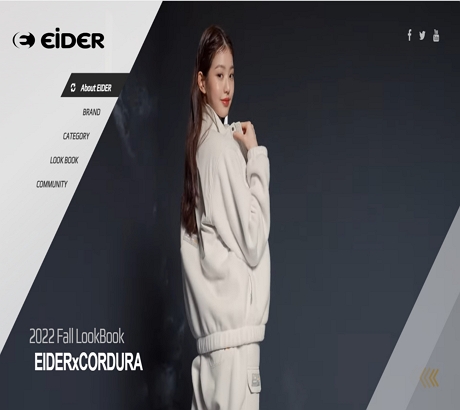 EiDER
About EIDER
BRAND
CATEGORY
LOOK BOOK
COMMUNITY
2022 Fall LookBook
EIDERxCORDURA